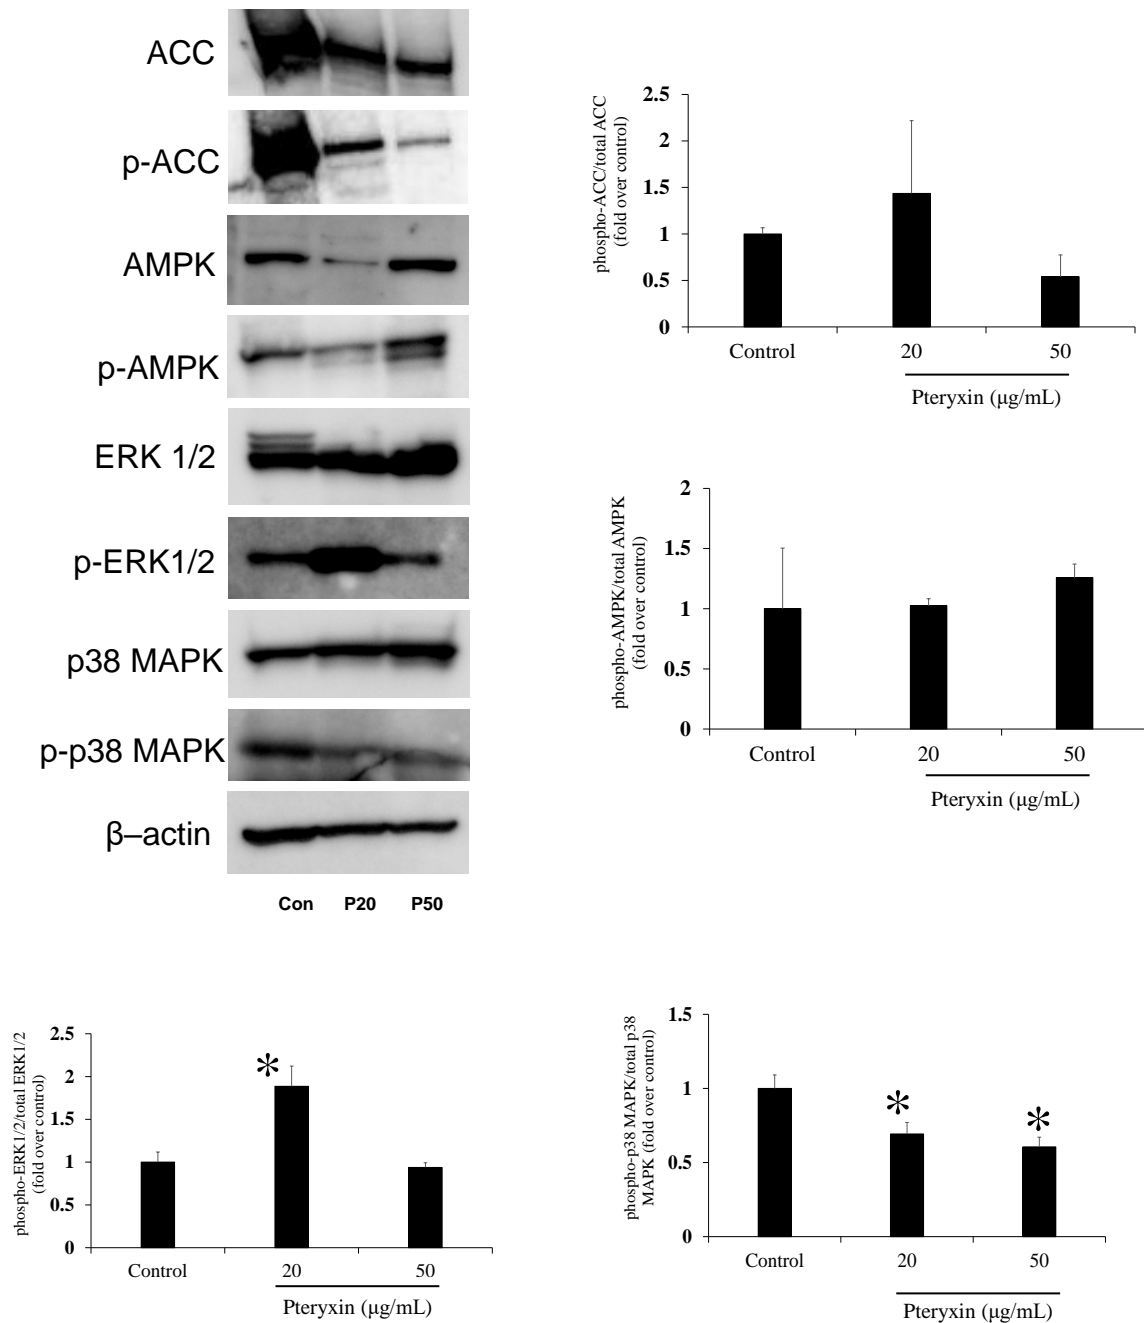 ACC
p-ACC
AMPK
p-AMPK
ERK 1/2
p-ERK1/2
p38 MAPK
p-p38 MAPK
β–actin
Con P20 P50
phospho-ACC/total ACC
(fold over control)
2.5
2
1.5
1
0.5
0
Control 20 50
Pteryxin (μg/mL)
phospho-AMPK/total AMPK
(fold over control)
2
1.5
1
0.5
0
Control 20 50
Pteryxin (μg/mL)
phospho-ERK1/2/total ERK1/2
(fold over control)
2.5
2
1.5
1
0.5
0
*
Control 20 50
Pteryxin (μg/mL)
phospho-p38 MAPK/total p38
MAPK (fold over control)
1.5
1
0.5
0
* *
Control 20 50
Pteryxin (μg/mL)